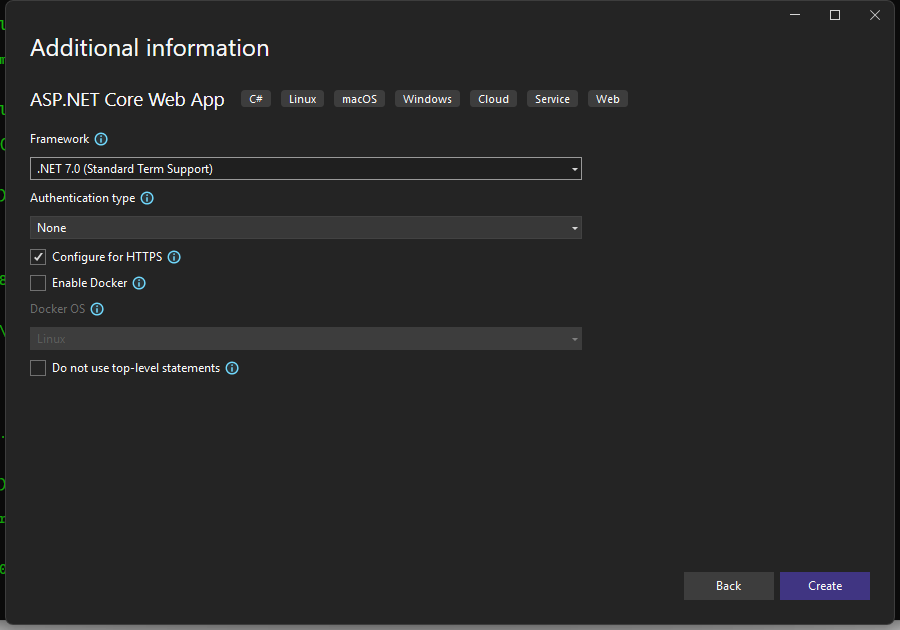 Additional information
ASP.NET Core Web App C# Linux macOS Windows Cloud Service Web
Framework
.NET 7.0 (Standard Term Support)
Authentication type
None
Configure for HTTPS
Enable Docker
Docker OS
Linux
Do not use top-level statements
Back Create